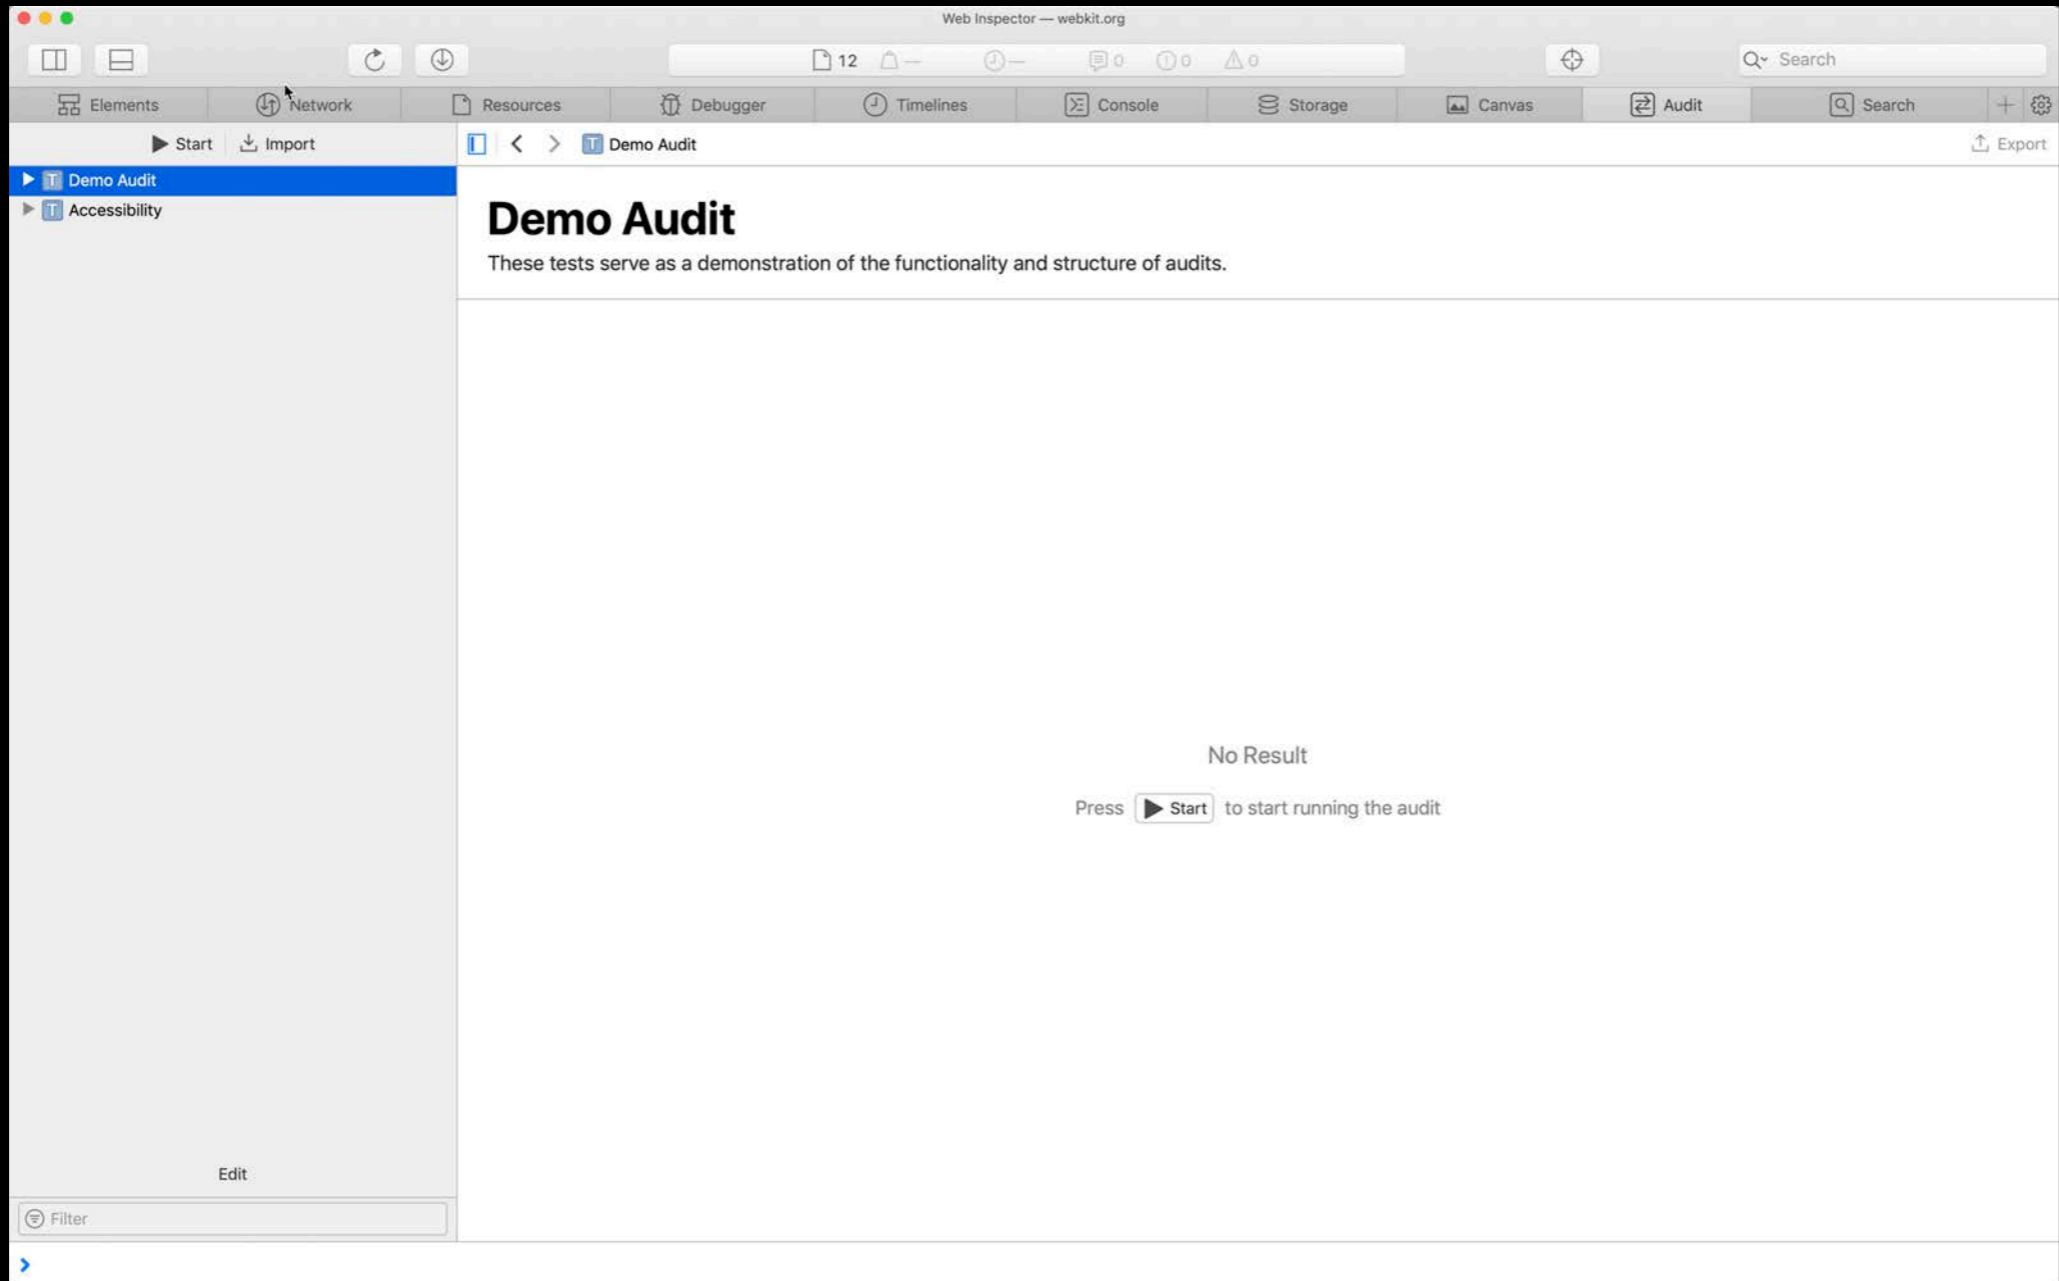 Web Inspector — webkit.org
12 — — 0 0 0 Search
Elements Network Resources Debugger Timelines Console Storage Canvas Audit Search
Start Import Demo Audit Export
Demo Audit
Accessibility
Demo Audit
These tests serve as a demonstration of the functionality and structure of audits.
No Result
Press Start to start running the audit
Edit
Filter